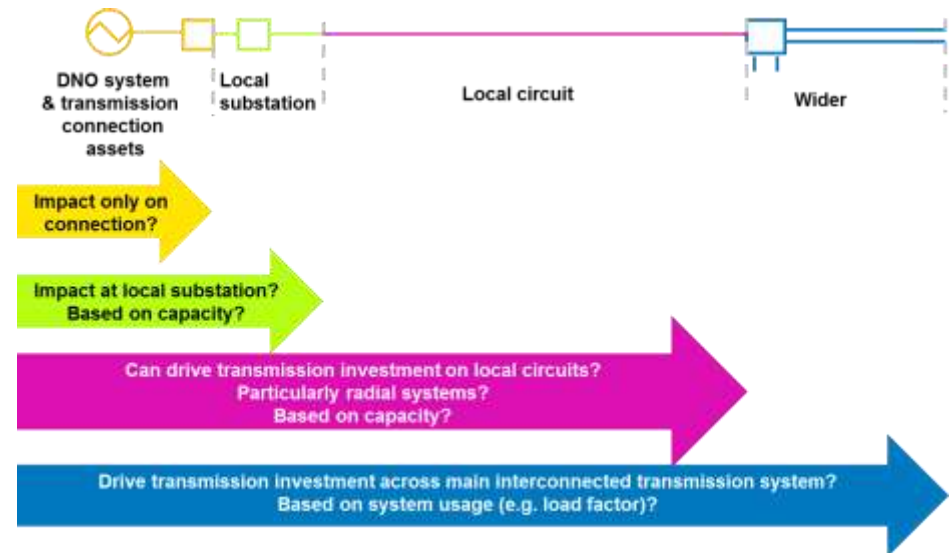 DNO system
& transmission
connection
assets
Local
substation
Local circuit
Wider
Impact only on
connection?
Impact at local substation?
Based on capacity?
Can drive transmission investment on local circuits?
Particularly radial systems?
Based on capacity?
Drive transmission investment across main interconnected transmission system?
Based on system usage (e.g. load factor)?